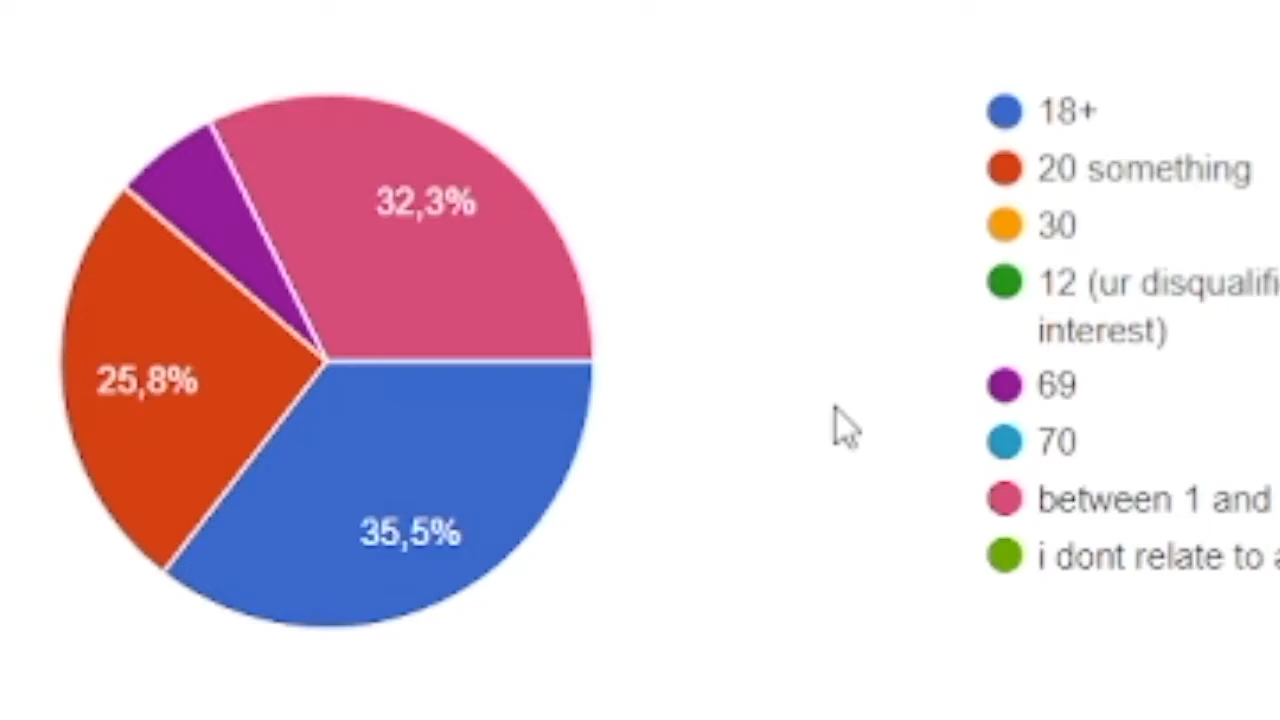 32,3%
25,8%
35,5%
18+
20 something
30
12 (ur
interest)
69
70
between 1 and
i dont relate to